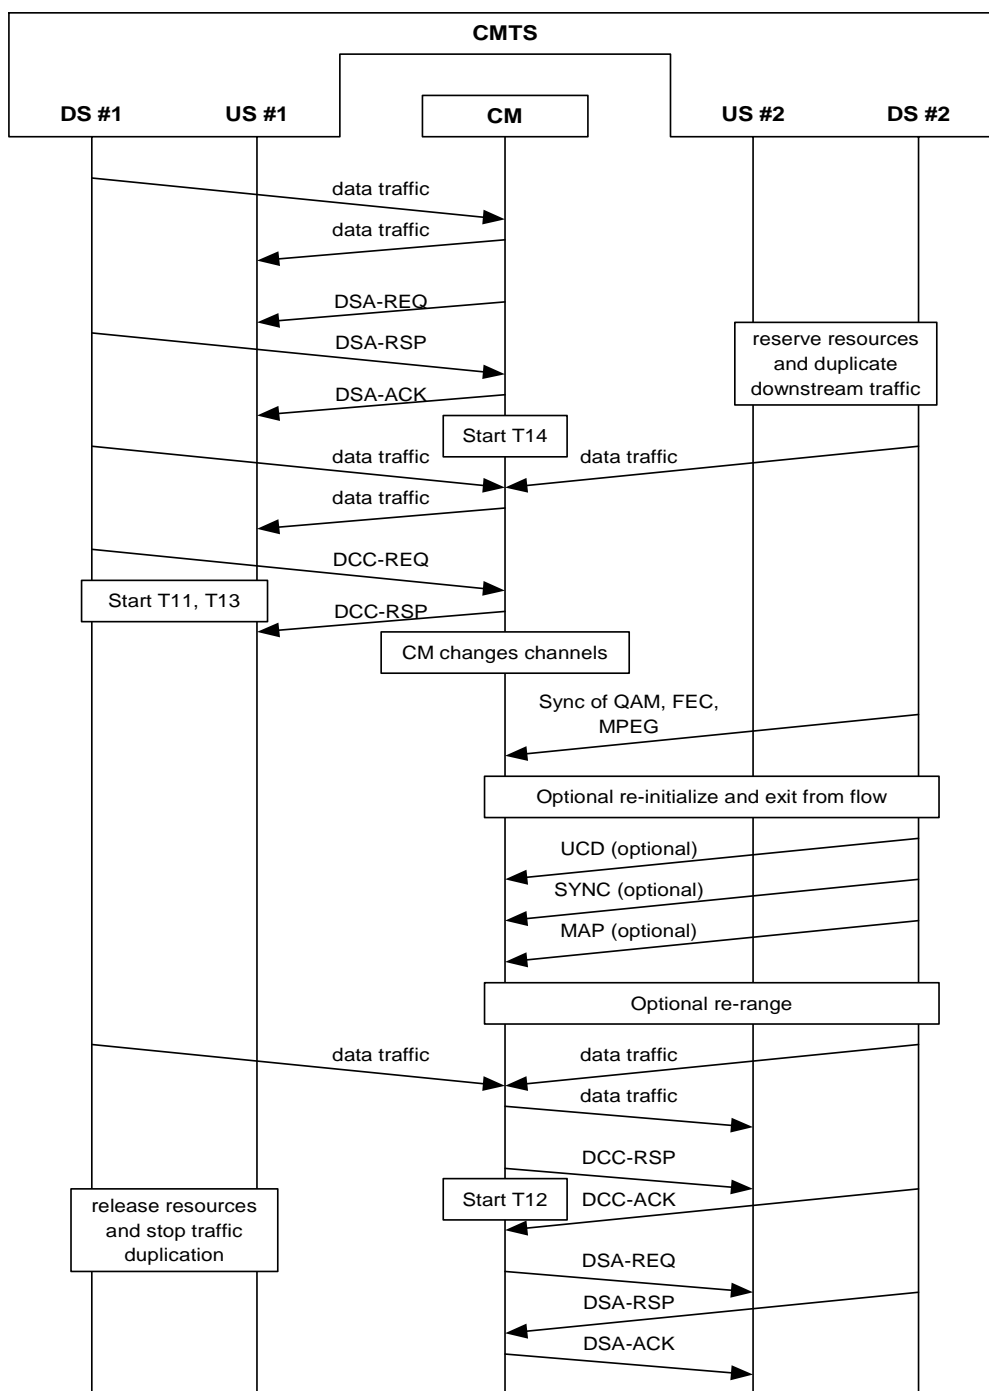 CMTS
DS #1
US #1
CM
US #2
DS #2
data traffic
data traffic
DSA-REQ
DSA-RSP
reserve resources
and duplicate
downstream traffic
DSA-ACK
Start T14
data traffic
data traffic
data traffic
DCC-REQ
Start T11, T13
DCC-RSP
CM changes channels
Sync of QAM, FEC,
MPEG
Optional re-initialize and exit from flow
UCD (optional)
SYNC (optional)
MAP (optional)
Optional re-range
data traffic
data traffic
data traffic
DCC-RSP
Start T12
DCC-ACK
release resources
and stop traffic
duplication
DSA-REQ
DSA-RSP
DSA-ACK